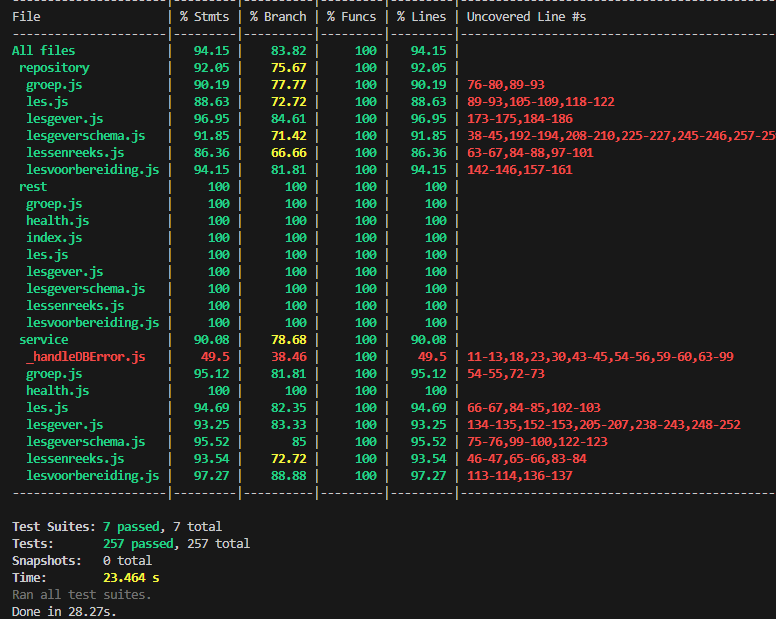 File | % Stmts | % Branch | % Funcs | % Lines | Uncovered Line #s
All files | 94.15 | 83.82 | 100 | 94.15 |
repository | 92.05 | 75.67 | 100 | 92.05 |
groep.js | 90.19 | 77.77 | 100 | 90.19 | 76-80,89-93
les.js | 88.63 | 72.72 | 100 | 88.63 | 89-93,105-109,118-122
lesgever.js | 96.95 | 84.61 | 100 | 96.95 | 173-175,184-186
lesgeverschema.js | 91.85 | 71.42 | 100 | 91.85 | 38-45,192-194,208-210,225-227,245-246,257-25
lessenreeks.js | 86.36 | 66.66 | 100 | 86.36 | 63-67,84-88,97-101
lesvoorbereiding.js | 94.15 | 81.81 | 100 | 94.15 | 142-146,157-161
rest | 100 | 100 | 100 | 100 |
groep.js | 100 | 100 | 100 | 100 |
health.js | 100 | 100 | 100 | 100 |
index.js | 100 | 100 | 100 | 100 |
les.js | 100 | 100 | 100 | 100 |
lesgever.js | 100 | 100 | 100 | 100 |
lesgeverschema.js | 100 | 100 | 100 | 100 |
lessenreeks.js | 100 | 100 | 100 | 100 |
lesvoorbereiding.js | 100 | 100 | 100 | 100 |
service | 90.08 | 78.68 | 100 | 90.08 |
_handleDBError.js | 49.5 | 38.46 | 100 | 49.5 | 11-13,18,23,30,43-45,54-56,59-60,63-99
groep.js | 95.12 | 81.81 | 100 | 95.12 | 54-55,72-73
health.js | 100 | 100 | 100 | 100 |
les.js | 94.69 | 82.35 | 100 | 94.69 | 66-67,84-85,102-103
lesgever.js | 93.25 | 83.33 | 100 | 93.25 | 134-135,152-153,205-207,238-243,248-252
lesgeverschema.js | 95.52 | 85 | 100 | 95.52 | 75-76,99-100,122-123
lessenreeks.js | 93.54 | 72.72 | 100 | 93.54 | 46-47,65-66,83-84
lesvoorbereiding.js | 97.27 | 88.88 | 100 | 97.27 | 113-114,136-137
Test Suites: 7 passed, 7 total
Tests: 257 passed, 257 total
Snapshots: 0 total
Time: 23.464 s
Ran all test suites.
Done in 28.27s.